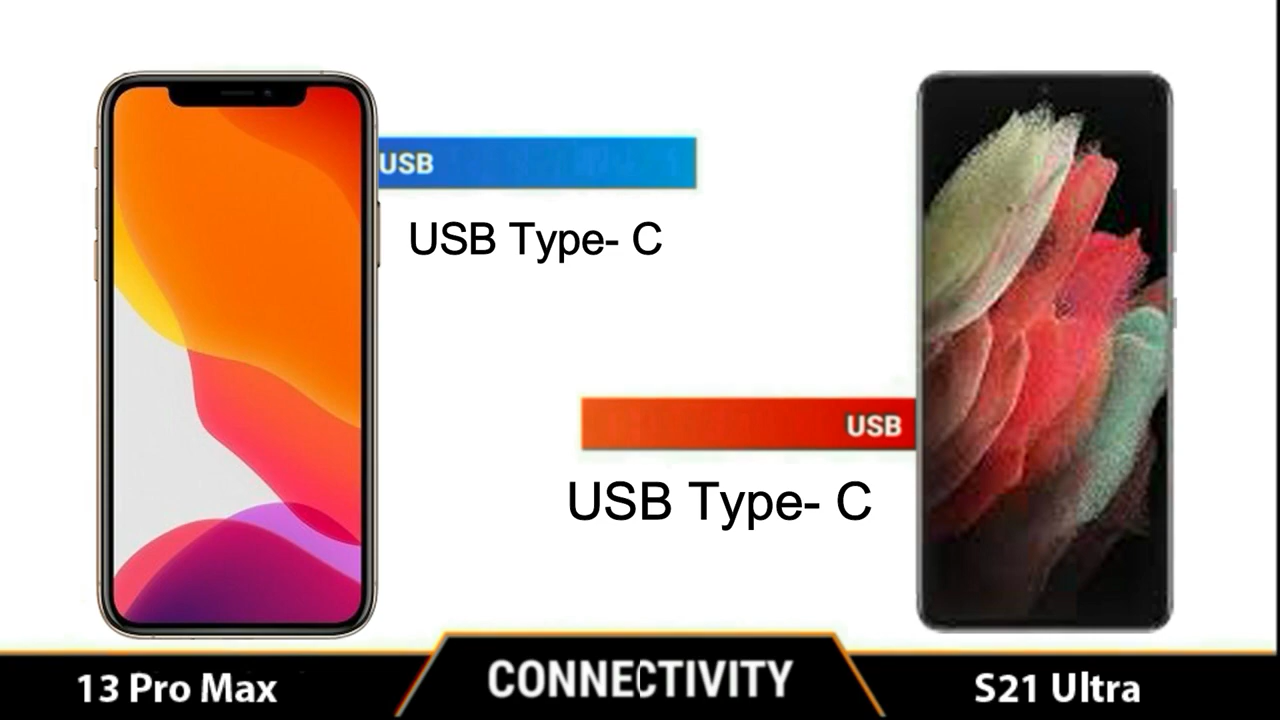 USB
USB Type- C
USB
USB Type- C
13 Pro Max
CONNECTIVITY
S21 Ultra